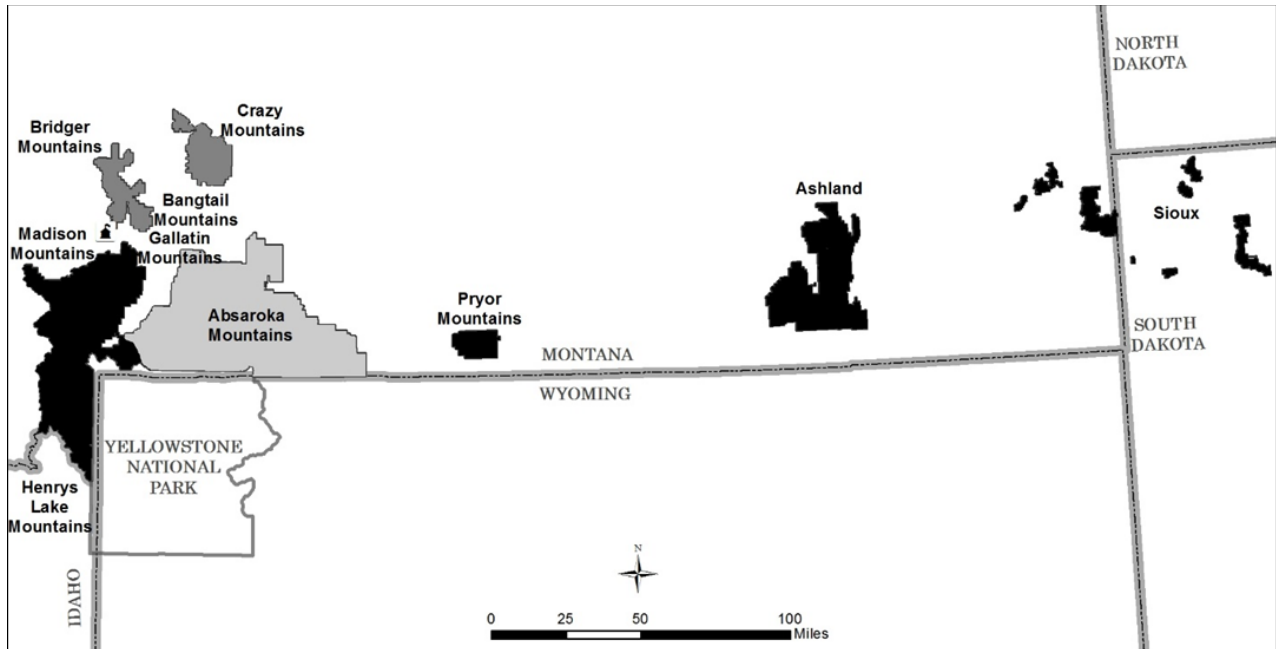 NORTH
DAKOTA
Crazy
Mountains
Bridger
Mountains
Bangtail
Mountains
Ashland
Sioux
Madison
Mountains
Gallatin
Mountains
Absaroka
Mountains
Pryor
Mountains
SOUTH
DAKOTA
MONTANA
WYOMING
YELLOWSTONE
NATIONAL
PARK
Henrys
Lake
Mountains
IDAHO
N
0 25 50 100
Miles